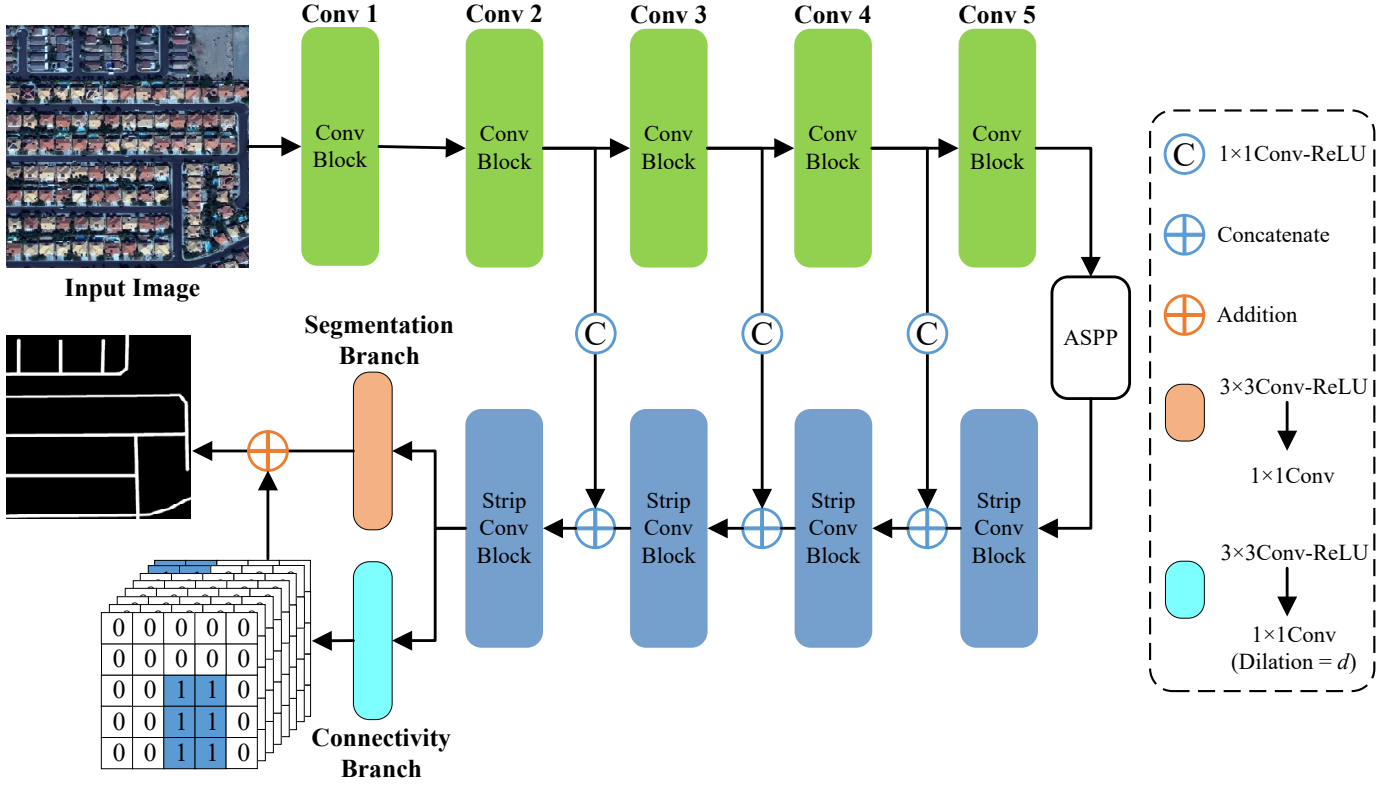 Conv 1
Conv 2
Conv 3
Conv 4
Conv 5
Conv
Block
Conv
Block
Conv
Block
Conv
Block
Conv
Block
Input Image
C
C
C
ASPP
Segmentation
Branch
Strip
Conv
Block
Strip
Conv
Block
Strip
Conv
Block
Strip
Conv
Block
0 0 0 0 0
0 0 0 0 0
0 0 1 1 0
0 0 1 1 0
0 0 1 1 0
Connectivity
Branch
C
1×1Conv-ReLU
Concatenate
Addition
3×3Conv-ReLU
1×1Conv
3×3Conv-ReLU
1×1Conv
(Dilation = d)